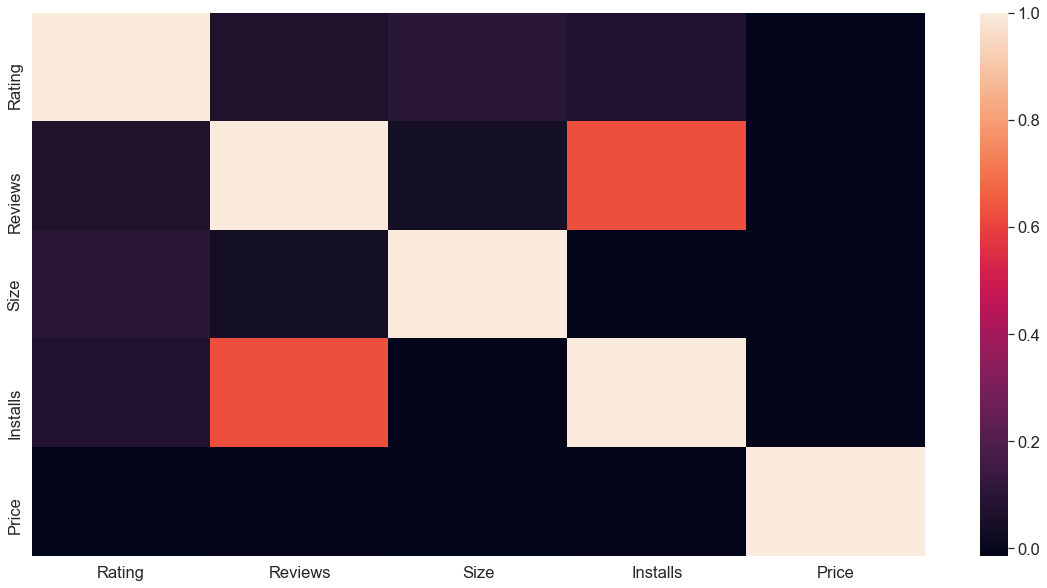 1.0
Rating
0.8
Reviews
0.6
Size
0.4
Installs
0.2
Price
0.0
Rating Reviews Size Installs Price